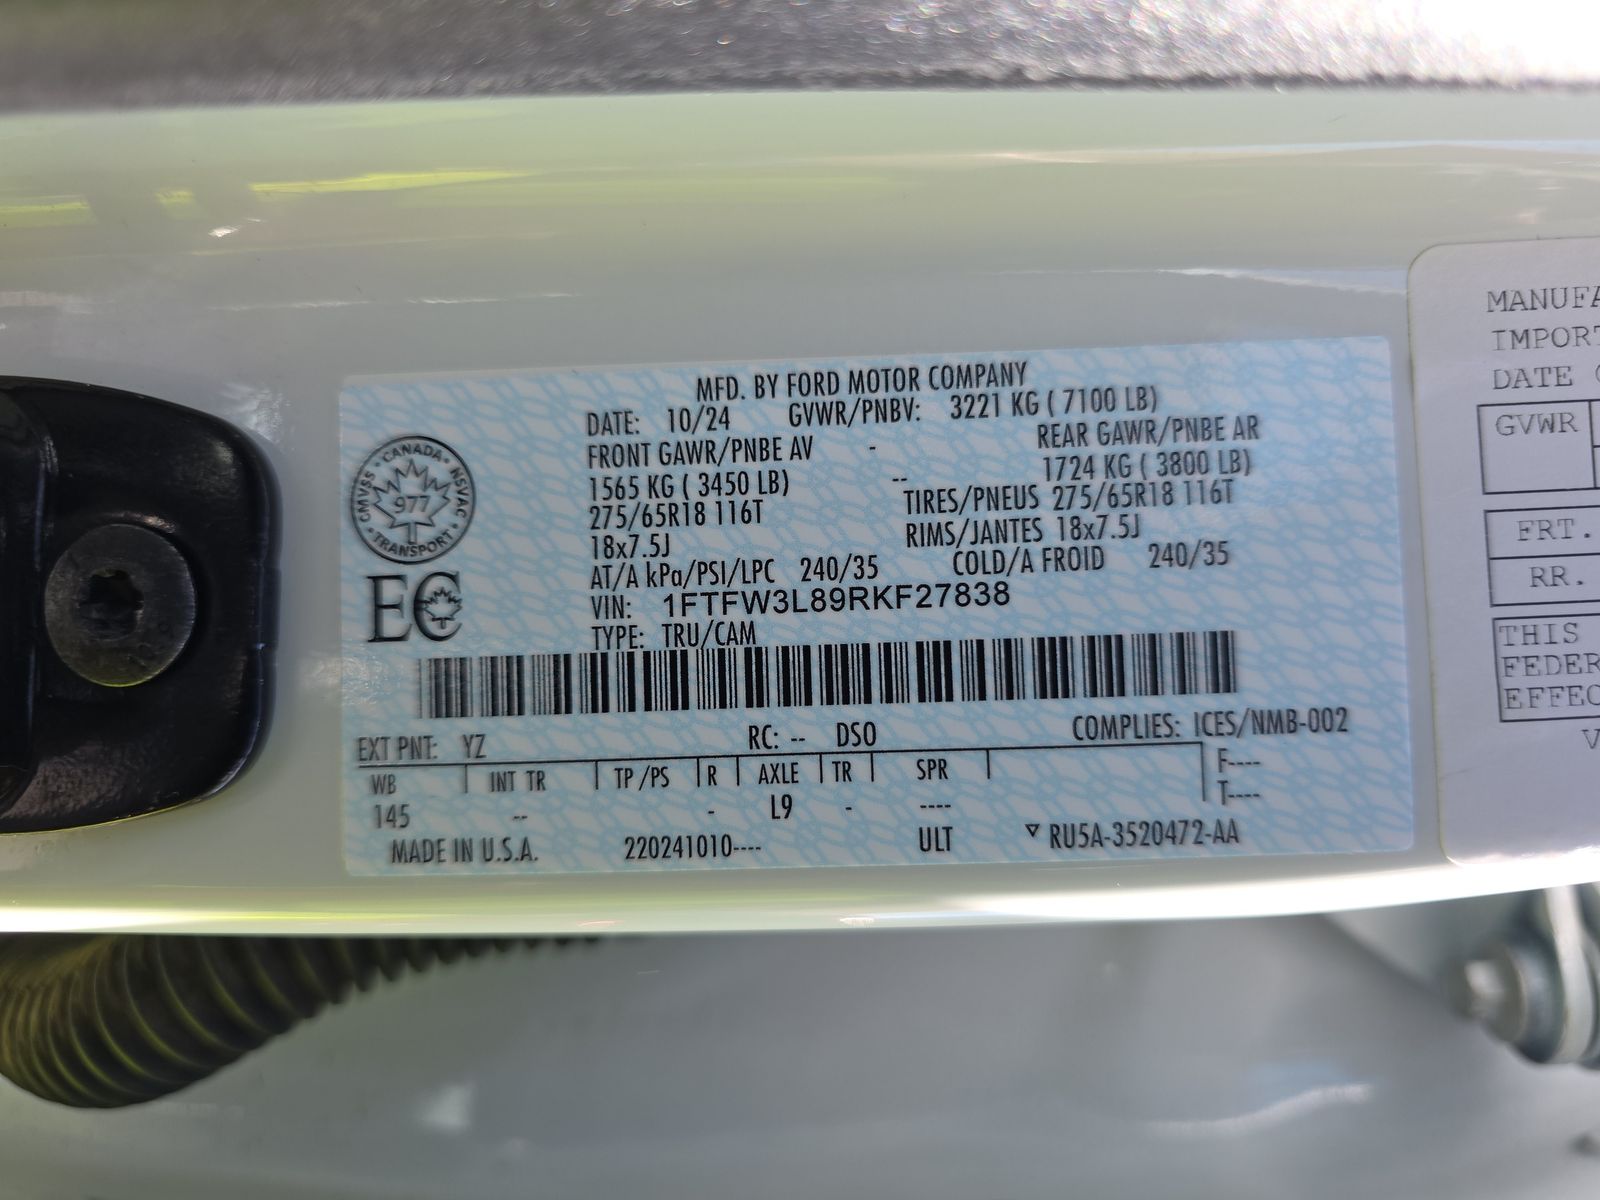 MFD. BY FORD MOTOR COMPANY
DATE: 10/24 GVWR/PNBV: 3221 KG ( 7100 LB)
FRONT GAWR/PNBE AV - REAR GAWR/PNBE AR
1565 KG ( 3450 LB) -- 1724 KG ( 3800 LB)
275/65R18 116T TIRES/PNEUS 275/65R18 116T
18x7.5J RIMS/JANTES 18x7.5J
AT/A kPa/PSI/LPC 240/35 COLD/A FROID 240/35
VIN: 1FTFW3L89RKF27838
TYPE: TRU/CAM
CANADA · NSVAC · TRANSPORT · CMVSS
977
EC
EXT PNT: YZ RC: -- DSO COMPLIES: ICES/NMB-002
WB INT TR TP/PS R AXLE TR SPR F----
145 -- - L9 - ---- T----
MADE IN U.S.A. 220241010---- ULT RU5A-3520472-AA
MANUFA
IMPORT
DATE
GVWR
FRT.
RR.
THIS
FEDER
EFFEC
V